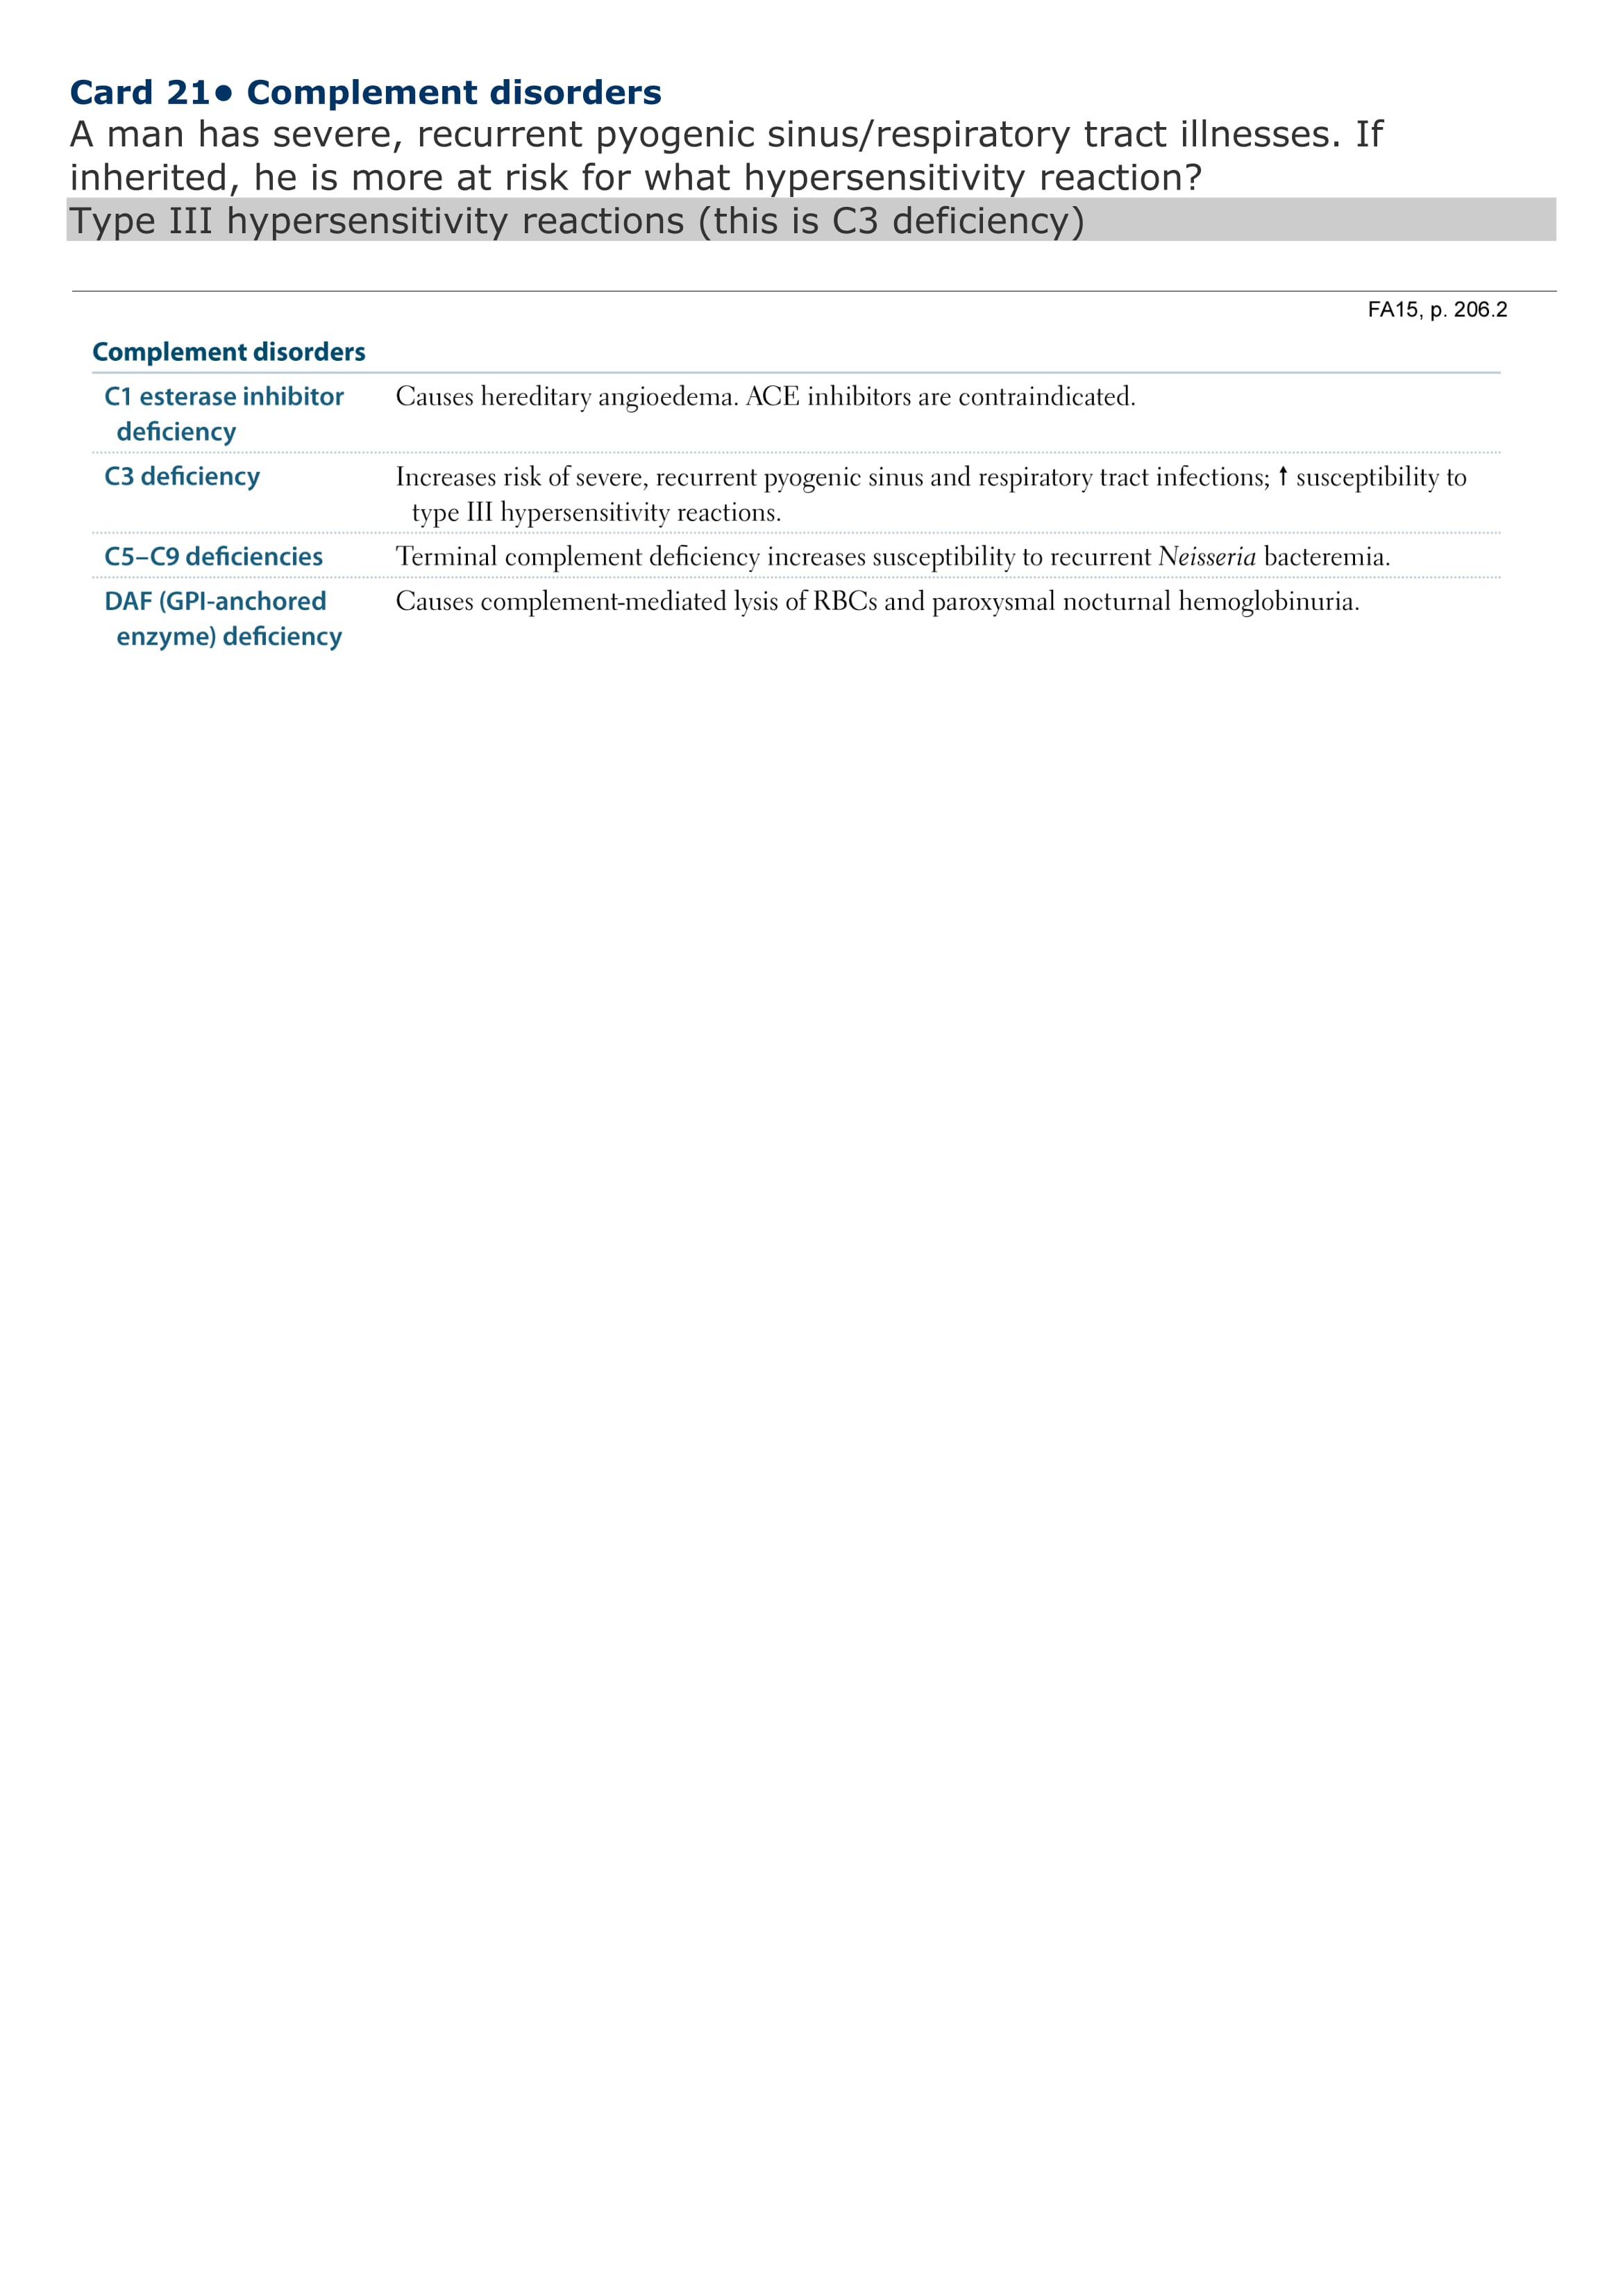 Card 21● Complement disorders
A man has severe, recurrent pyogenic sinus/respiratory tract illnesses. If
inherited, he is more at risk for what hypersensitivity reaction?
Type III hypersensitivity reactions (this is C3 deficiency)
FA15, p. 206.2
Complement disorders
C1 esterase inhibitor
deficiency
Causes hereditary angioedema. ACE inhibitors are contraindicated.
C3 deficiency
Increases risk of severe, recurrent pyogenic sinus and respiratory tract infections; ↑ susceptibility to
type III hypersensitivity reactions.
C5–C9 deficiencies
Terminal complement deficiency increases susceptibility to recurrent Neisseria bacteremia.
DAF (GPI-anchored
enzyme) deficiency
Causes complement-mediated lysis of RBCs and paroxysmal nocturnal hemoglobinuria.